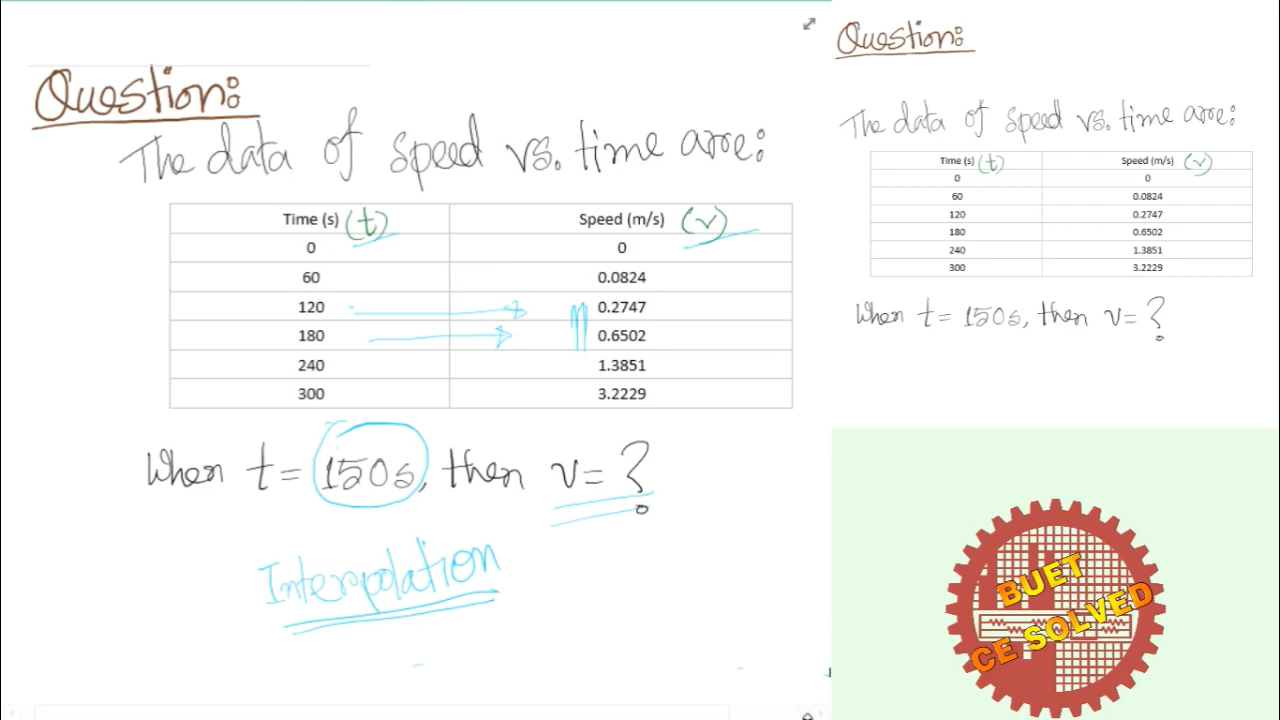 Question:
The data of speed vs. time are:
Time (s) (t) Speed (m/s) (v)
0 0
60 0.0824
120 0.2747
180 0.6502
240 1.3851
300 3.2229
When t = 150s, then v = ?
Interpolation
Question:
The data of speed vs. time are:
Time (s) (t) Speed (m/s) (v)
0 0
60 0.0824
120 0.2747
180 0.6502
240 1.3851
300 3.2229
When t = 150s, then v = ?
BUET
CE SOLVED